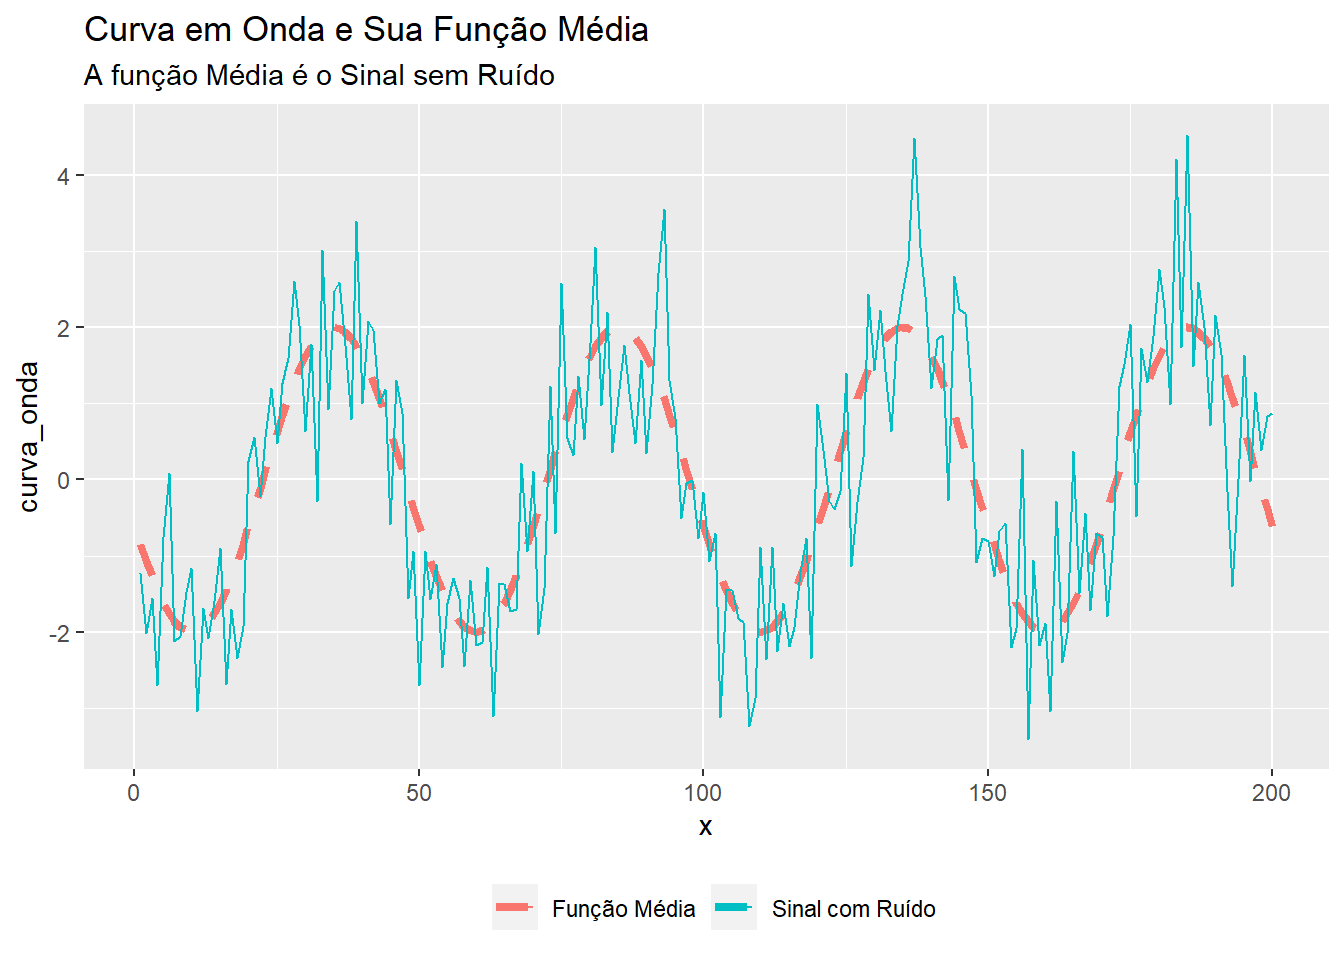 Curva em Onda e Sua Função Média
A função Média é o Sinal sem Ruído
4
2
0
-2
curva_onda
0 50 100 150 200
x
Função Média Sinal com Ruído